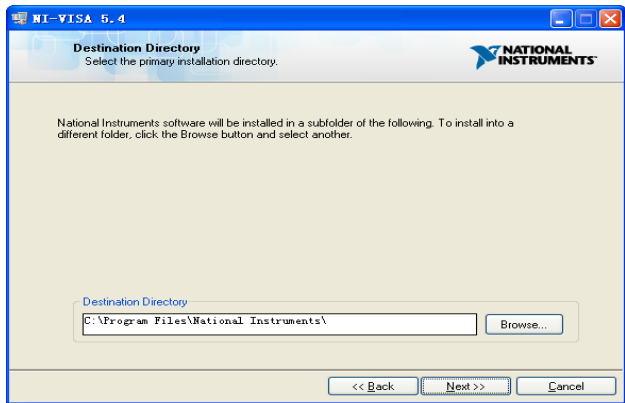 NI-VISA 5.4
Destination Directory
Select the primary installation directory.
NATIONAL
INSTRUMENTS
National Instruments software will be installed in a subfolder of the following. To install into a
different folder, click the Browse button and select another.
Destination Directory
C:\Program Files\National Instruments\
Browse...
<< Back
Next >>
Cancel